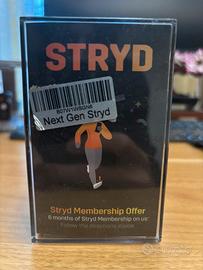 STRYD
Next Gen Stryd
Stryd Membership Offer
6 months of Stryd Membership on us
Follow the directions inside